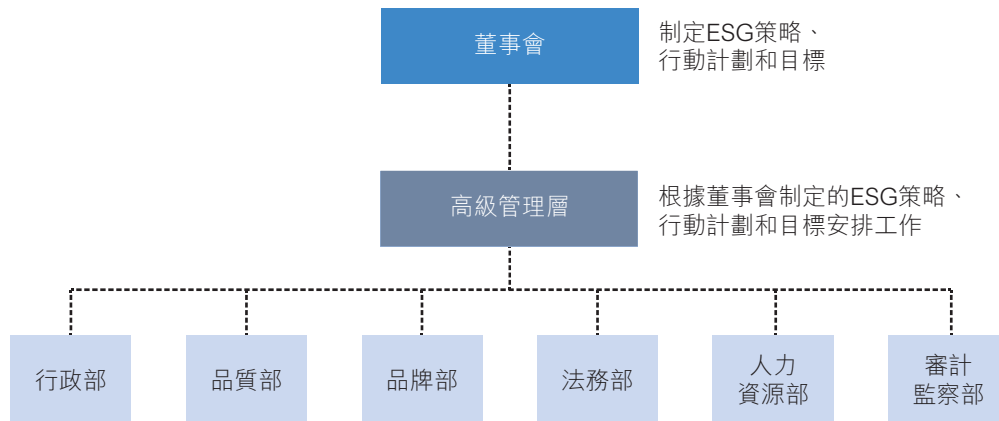 董事會
制定ESG策略、
行動計劃和目標
高級管理層
根據董事會制定的ESG策略、
行動計劃和目標安排工作
行政部
品質部
品牌部
法務部
人力
資源部
審計
監察部